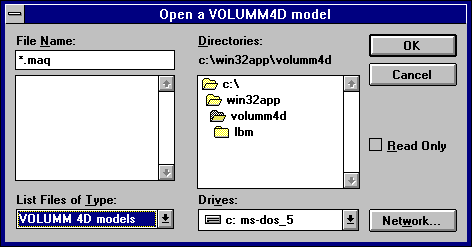 Open a VOLUMM4D model
File Name:
*.maq
Directories:
c:\win32app\volumm4d
c:\
win32app
volumm4d
lbm
OK
Cancel
Read Only
List Files of Type:
VOLUMM 4D models
Drives:
c: ms-dos_5
Network...